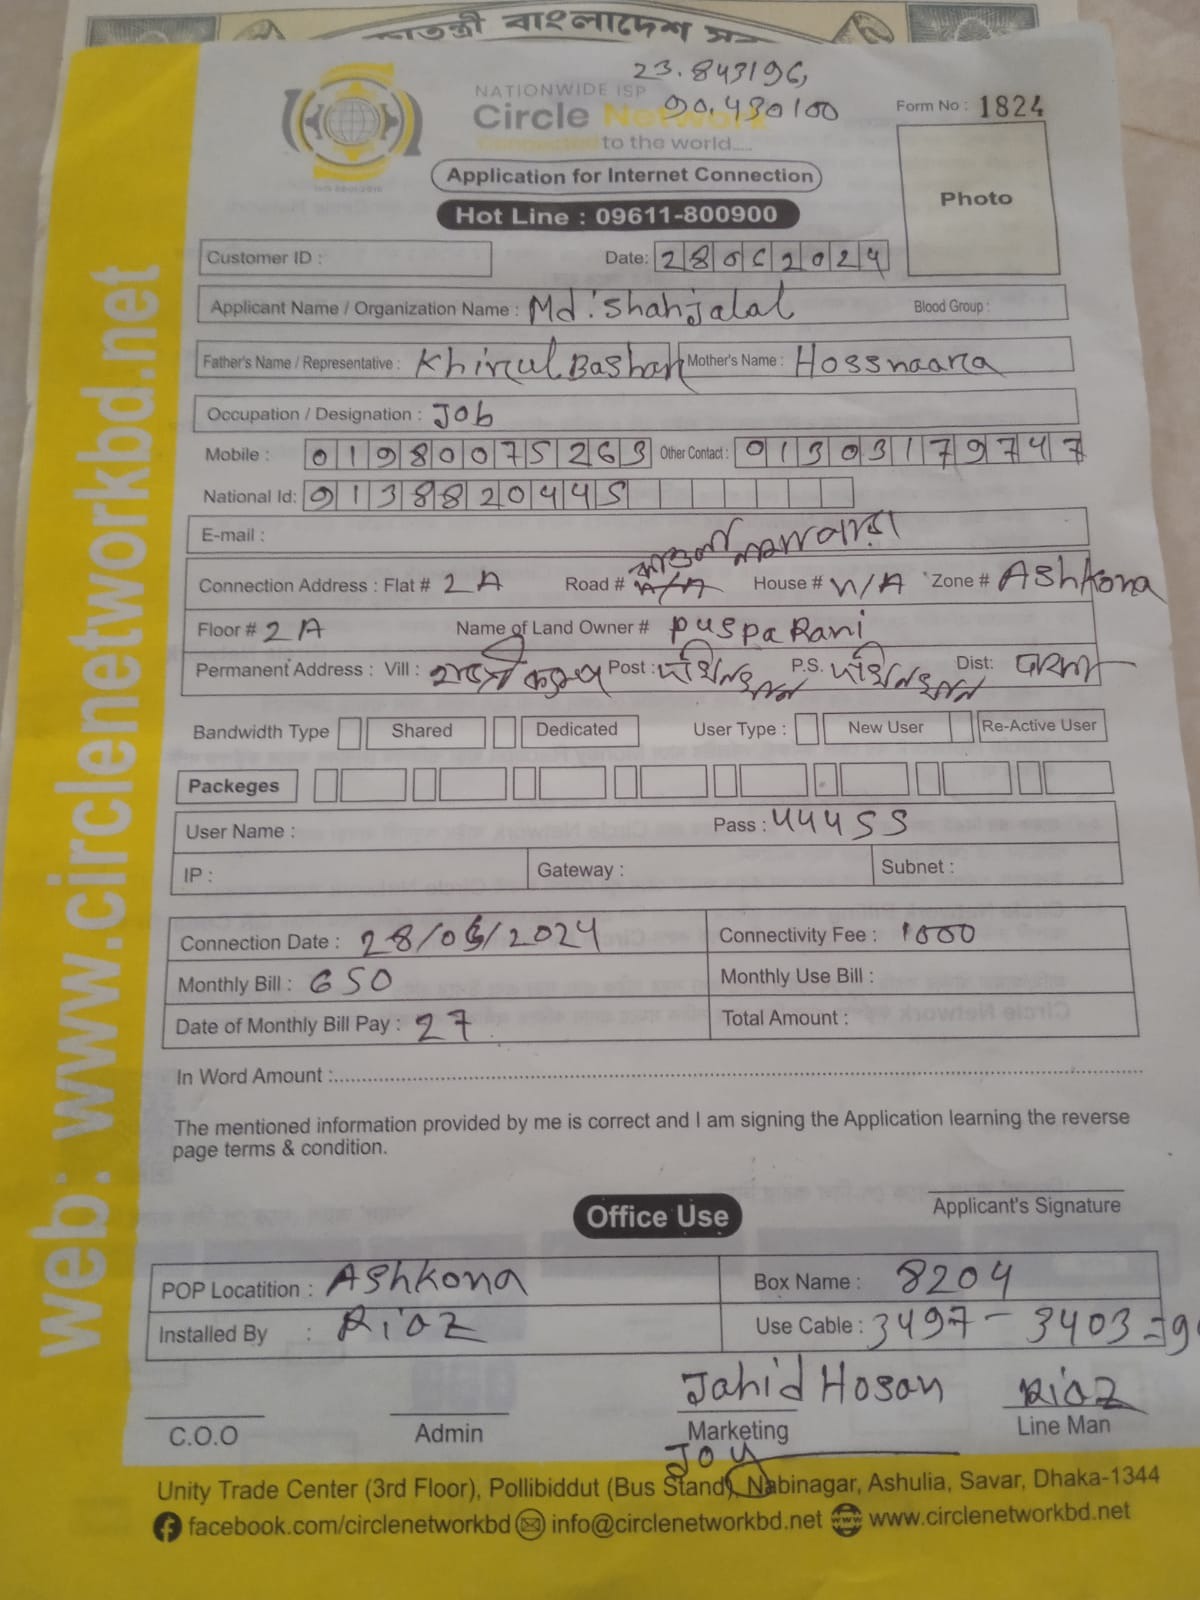 গণতন্ত্রী বাংলাদেশ
23.843196,
90.430100
NATIONWIDE ISP
Circle Network
Connected to the world.....
Form No : 1824
Application for Internet Connection
Photo
Hot Line : 09611-800900
Customer ID :
Date: 28062024
Applicant Name / Organization Name : Md. Shahjalal Blood Group :
Father's Name / Representative : Khirul Bashar Mother's Name : Hossnaara
Occupation / Designation : Job
Mobile : 01980075263 Other Contact : 01303179747
National Id: 9138820445
E-mail :
Connection Address : Flat # 2A Road # N/A House # N/A Zone # Ashkona
Floor # 2A Name of Land Owner # puspa Rani
Permanent Address : Vill : Post : P.S. Dist:
Bandwidth Type Shared Dedicated User Type : New User Re-Active User
Packeges
User Name : Pass : 44455
IP : Gateway : Subnet :
Connection Date : 28/06/2024 Connectivity Fee : 1000
Monthly Bill : 650 Monthly Use Bill :
Date of Monthly Bill Pay : 27 Total Amount :
In Word Amount :
The mentioned information provided by me is correct and I am signing the Application learning the reverse
page terms & condition.
Applicant's Signature
Office Use
POP Locatition : Ashkona Box Name : 8204
Installed By : Riaz Use Cable : 3497 - 3403 =9
Jahid Hosan Riaz
C.O.O Admin Marketing Line Man
Joy
Unity Trade Center (3rd Floor), Pollibiddut (Bus Stand), Nabinagar, Ashulia, Savar, Dhaka-1344
facebook.com/circlenetworkbd info@circlenetworkbd.net www.circlenetworkbd.net
web: www.circlenetworkbd.net